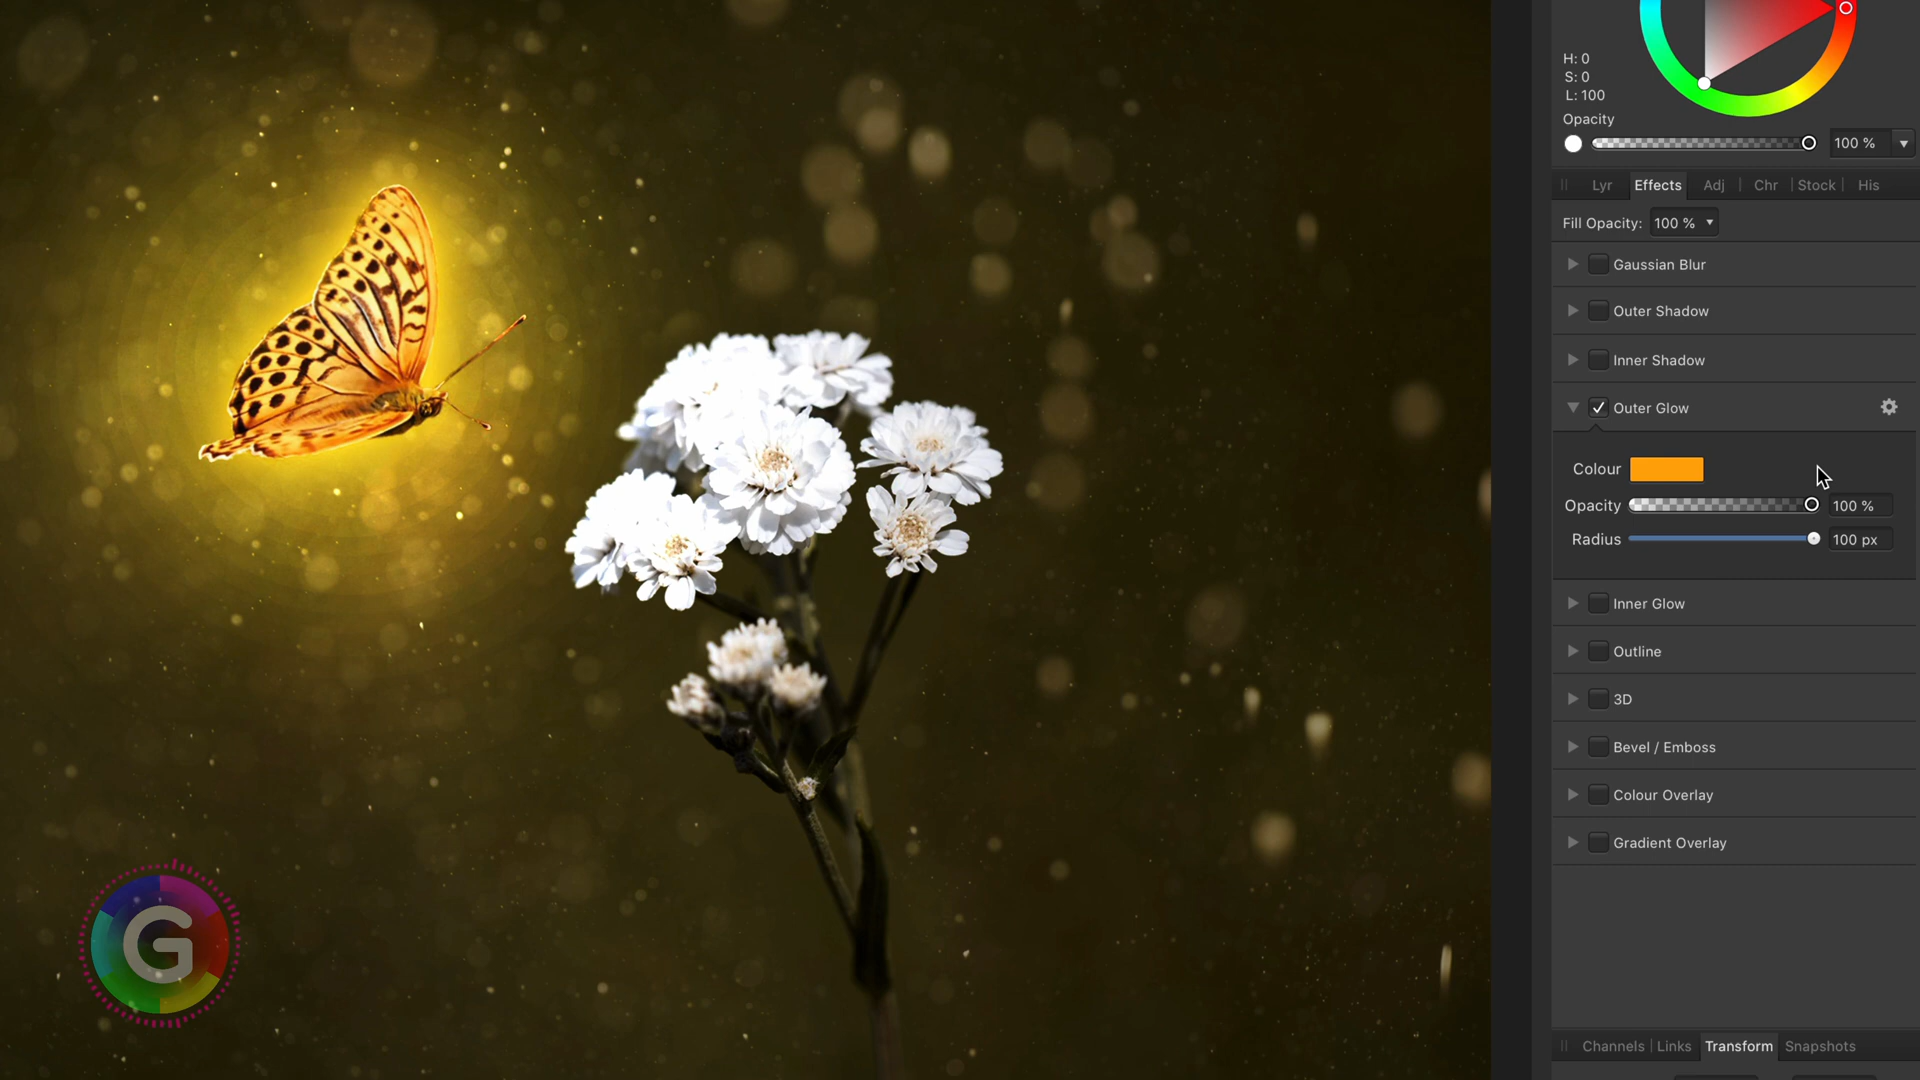 H: 0
S: 0
L: 100
Opacity
100 %
Lyr Effects Adj Chr Stock His
Fill Opacity: 100 %
Gaussian Blur
Outer Shadow
Inner Shadow
Outer Glow
Colour
Opacity 100 %
Radius 100 px
Inner Glow
Outline
3D
Bevel / Emboss
Colour Overlay
Gradient Overlay
G
Channels Links Transform Snapshots